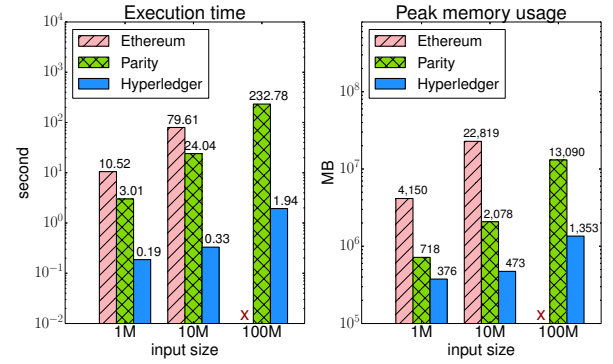 Execution time
second
10^3
10^2
10^1
10^0
10^-1
10^-2
Ethereum
Parity
Hyperledger
10.52
3.01
0.19
79.61
24.04
0.33
x
232.78
1.94
1M
10M
100M
input size
Peak memory usage
MB
10^8
10^7
10^6
10^5
Ethereum
Parity
Hyperledger
4,150
718
376
22,819
2,078
473
x
13,090
1,353
1M
10M
100M
input size